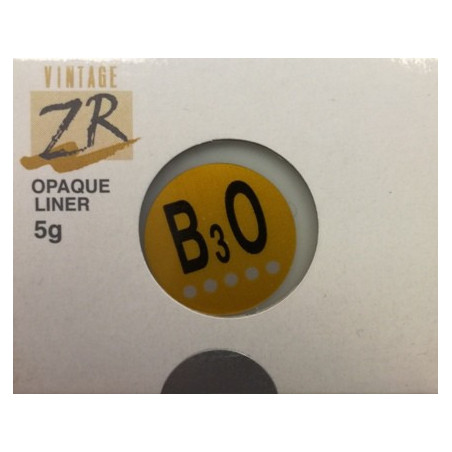 VINTAGE
ZR
OPAQUE
LINER
5g
B3O